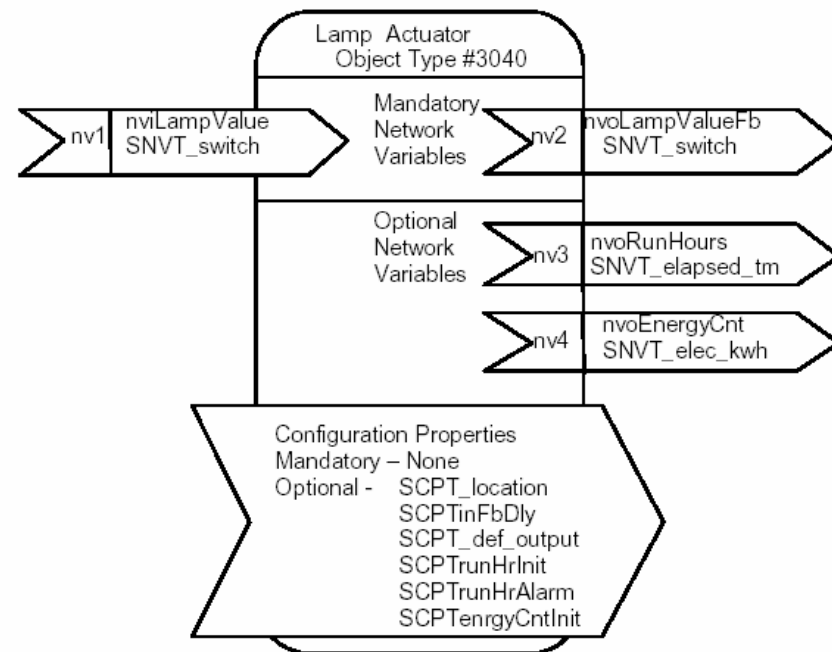 Lamp Actuator
Object Type #3040
Mandatory
Network
Variables
nv1
nviLampValue
SNVT_switch
nv2
nvoLampValueFb
SNVT_switch
Optional
Network
Variables
nv3
nvoRunHours
SNVT_elapsed_tm
nv4
nvoEnergyCnt
SNVT_elec_kwh
Configuration Properties
Mandatory – None
Optional - SCPT_location
SCPTinFbDly
SCPT_def_output
SCPTrunHrInit
SCPTrunHrAlarm
SCPTenrgyCntInit